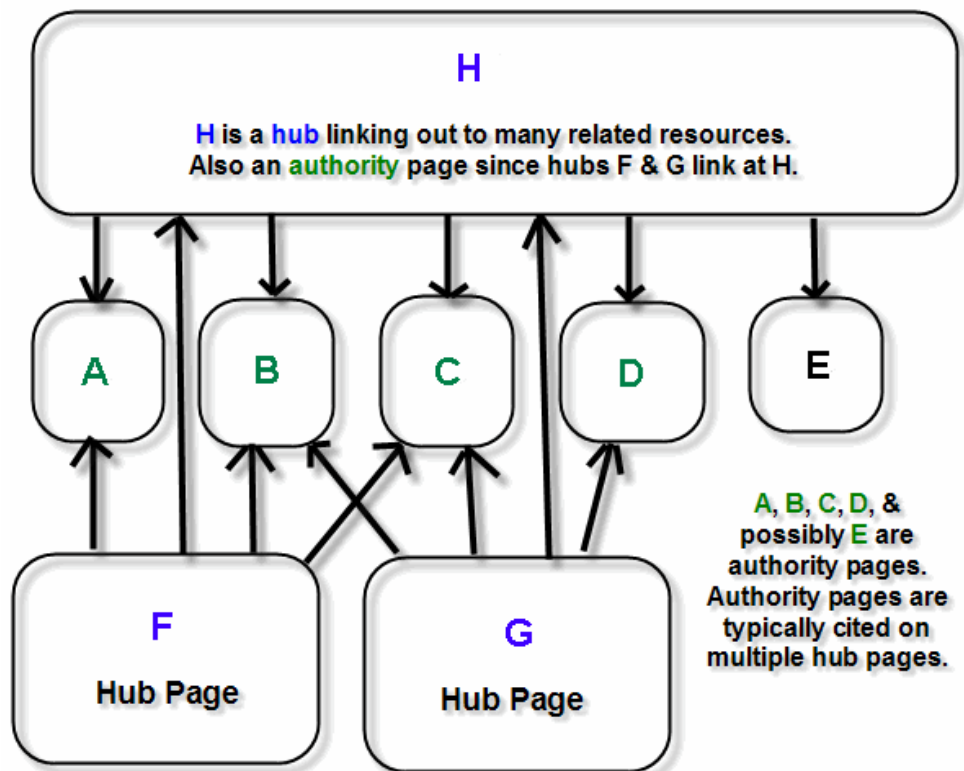 H
H is a hub linking out to many related resources.
Also an authority page since hubs F & G link at H.
A
B
C
D
E
A, B, C, D, &
possibly E are
authority pages.
Authority pages are
typically cited on
multiple hub pages.
F
Hub Page
G
Hub Page